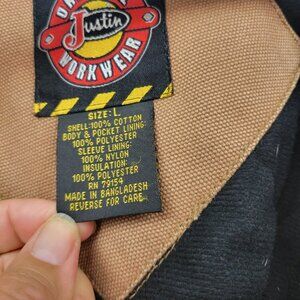 Justin
WORKWEAR
SIZE: L
SHELL:100% COTTON
BODY & POCKET LINING:
100% POLYESTER
SLEEVE LINING:
100% NYLON
INSULATION:
100% POLYESTER
RN 79154
MADE IN BANGLADESH
REVERSE FOR CARE.